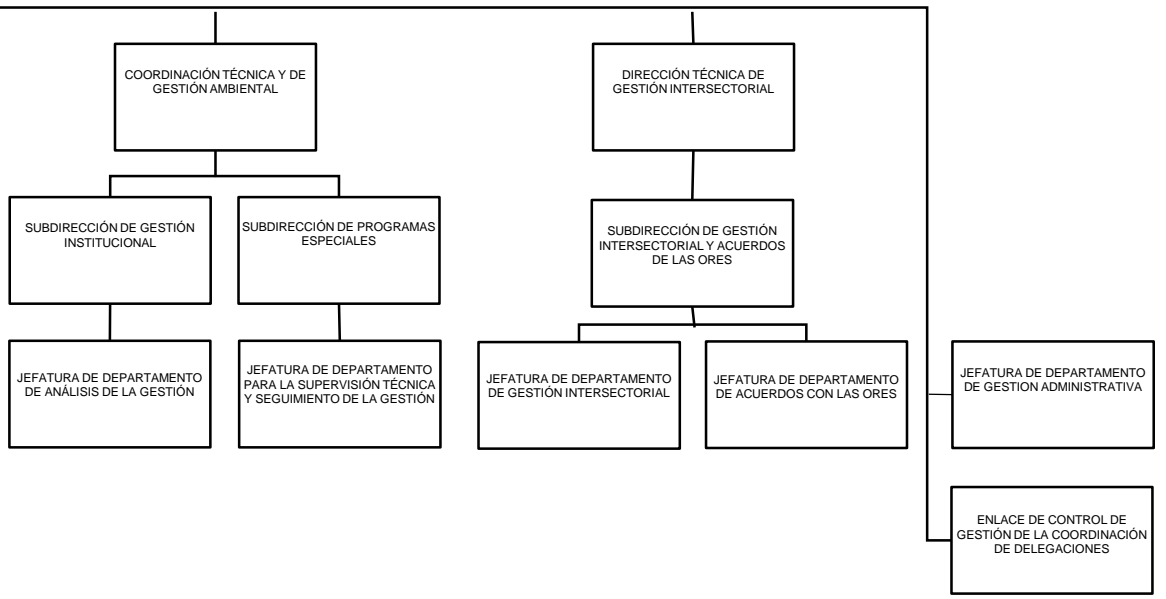 COORDINACIÓN TÉCNICA Y DE
GESTIÓN AMBIENTAL
DIRECCIÓN TÉCNICA DE
GESTIÓN INTERSECTORIAL
SUBDIRECCIÓN DE GESTIÓN
INSTITUCIONAL
SUBDIRECCIÓN DE PROGRAMAS
ESPECIALES
SUBDIRECCIÓN DE GESTIÓN
INTERSECTORIAL Y ACUERDOS
DE LAS ORES
JEFATURA DE DEPARTAMENTO
DE ANÁLISIS DE LA GESTIÓN
JEFATURA DE DEPARTAMENTO
PARA LA SUPERVISIÓN TÉCNICA
Y SEGUIMIENTO DE LA GESTIÓN
JEFATURA DE DEPARTAMENTO
DE GESTIÓN INTERSECTORIAL
JEFATURA DE DEPARTAMENTO
DE ACUERDOS CON LAS ORES
JEFATURA DE DEPARTAMENTO
DE GESTION ADMINISTRATIVA
ENLACE DE CONTROL DE
GESTIÓN DE LA COORDINACIÓN
DE DELEGACIONES